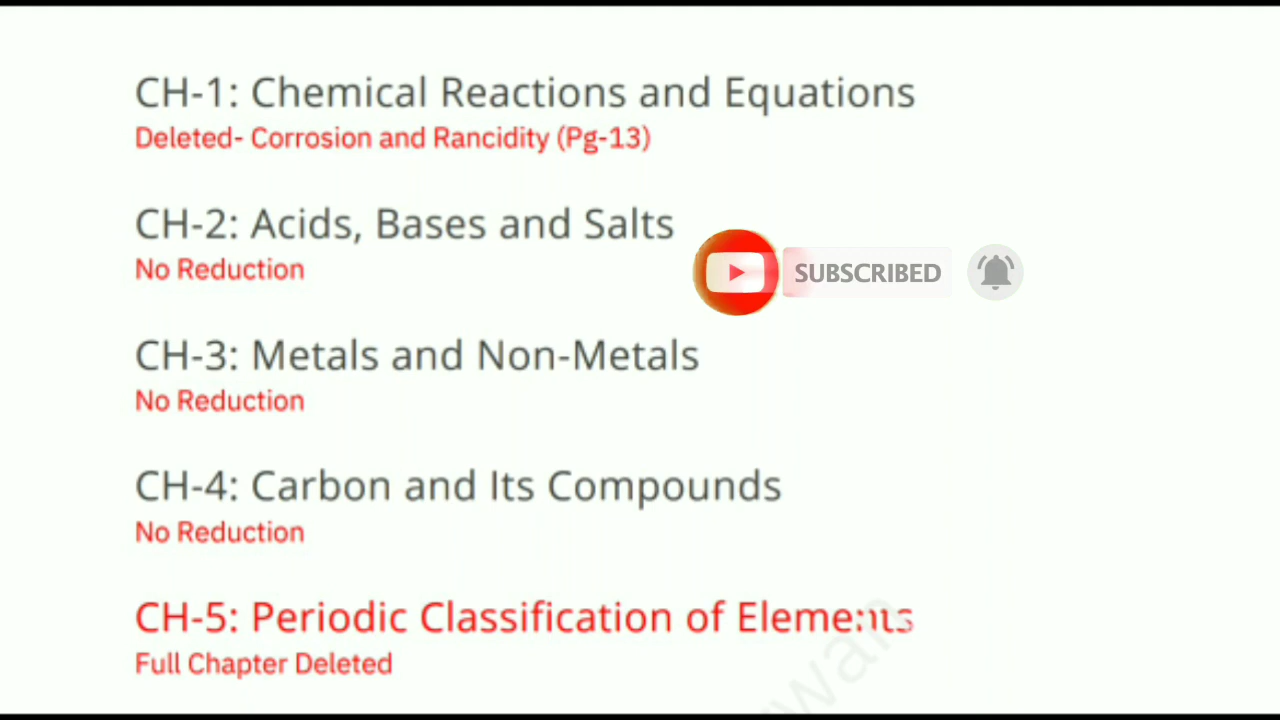 CH-1: Chemical Reactions and Equations
Deleted- Corrosion and Rancidity (Pg-13)
CH-2: Acids, Bases and Salts
No Reduction
SUBSCRIBED
CH-3: Metals and Non-Metals
No Reduction
CH-4: Carbon and Its Compounds
No Reduction
CH-5: Periodic Classification of Elements
Full Chapter Deleted